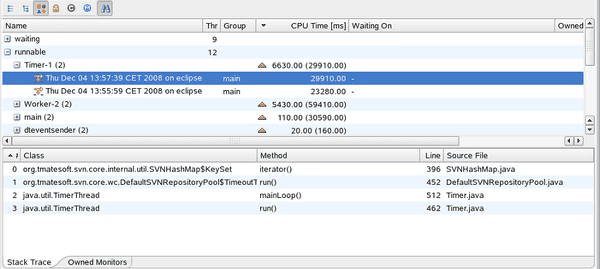 Name Thr Group CPU Time [ms] Waiting On Owned
waiting 9
runnable 12
Timer-1 (2) 6630.00 (29910.00)
Thu Dec 04 13:57:39 CET 2008 on eclipse main 29910.00 -
Thu Dec 04 13:55:59 CET 2008 on eclipse main 23280.00 -
Worker-2 (2) 5430.00 (59410.00)
main (2) 110.00 (30590.00)
dteventsender (2) 20.00 (160.00)
Class Method Line Source File
0 org.tmatesoft.svn.core.internal.util.SVNHashMap$KeySet iterator() 396 SVNHashMap.java
1 org.tmatesoft.svn.core.wc.DefaultSVNRepositoryPool$TimeoutT run() 452 DefaultSVNRepositoryPool.java
2 java.util.TimerThread mainLoop() 512 Timer.java
3 java.util.TimerThread run() 462 Timer.java
Stack Trace Owned Monitors